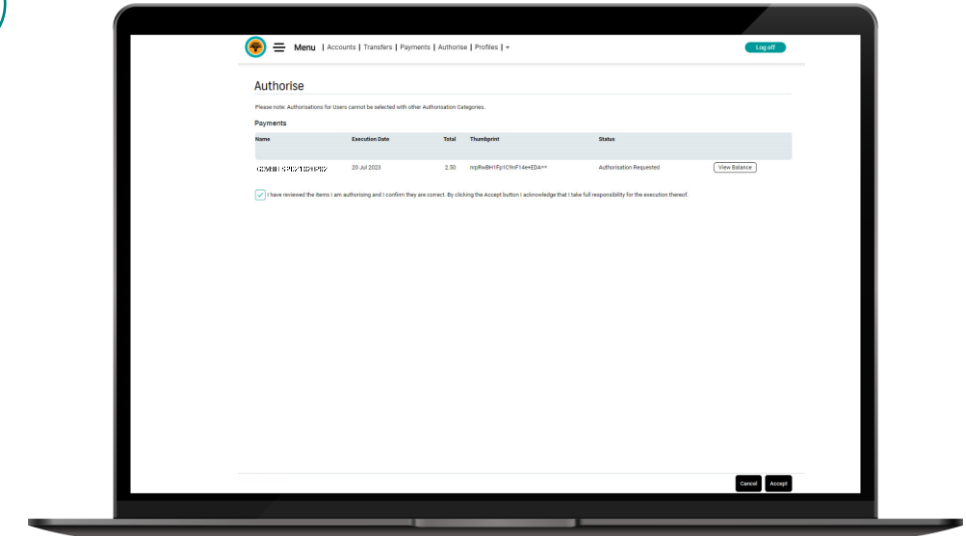 Menu | Accounts | Transfers | Payments | Authorise | Profiles | +
Log off
Authorise
Please note: Authorisations for Users cannot be selected with other Authorisation Categories.
Payments
Name Execution Date Total Thumbprint Status
20 Jul 2023 2.50 Authorisation Requested View Balance
I have reviewed the items I am authorising and I confirm they are correct. By clicking the Accept button I acknowledge that I take full responsibility for the execution thereof.
Cancel Accept